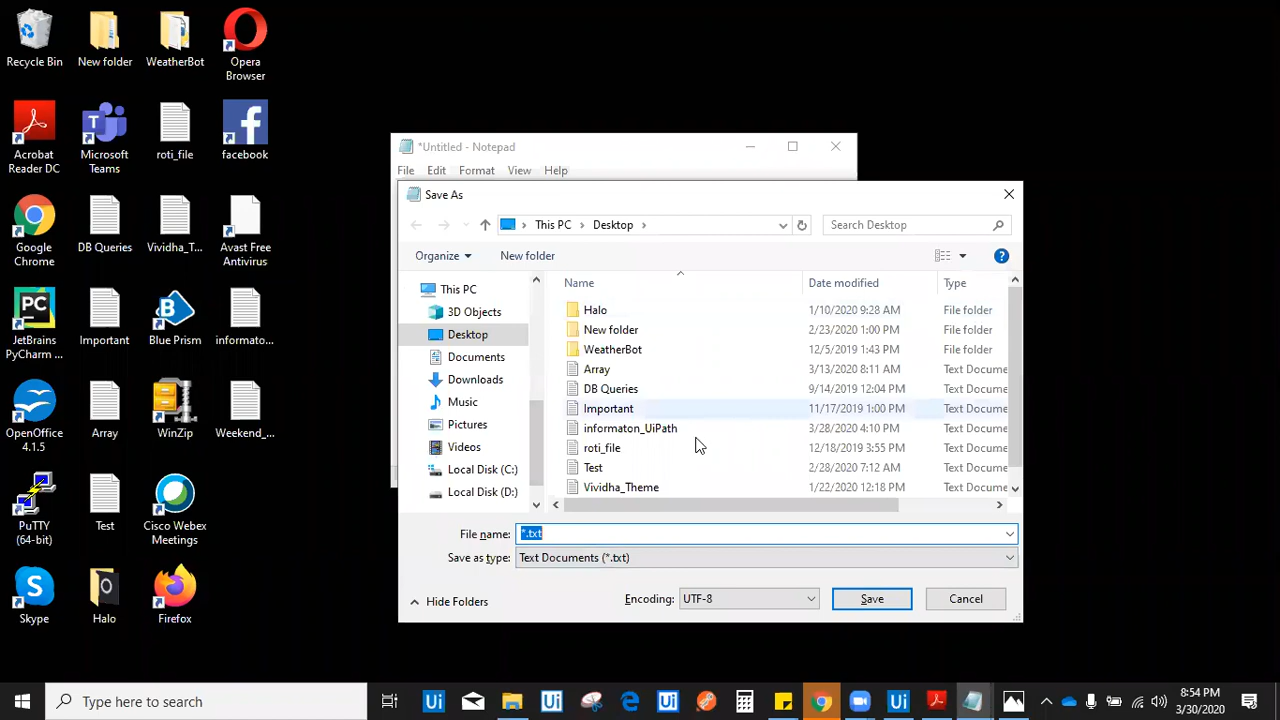 Recycle Bin
New folder
WeatherBot
Opera
Browser
Acrobat
Reader DC
Microsoft
Teams
roti_file
facebook
Google
Chrome
DB Queries
Vividha_T...
Avast Free
Antivirus
JetBrains
PyCharm ...
Important
Blue Prism
informato...
OpenOffice
4.1.5
Array
WinZip
Weekend_...
PuTTY
(64-bit)
Test
Cisco Webex
Meetings
Skype
Halo
Firefox
*Untitled - Notepad
File Edit Format View Help
Save As
This PC Desktop
Search Desktop
Organize New folder
This PC
3D Objects
Desktop
Documents
Downloads
Music
Pictures
Videos
Local Disk (C:)
Local Disk (D:)
Name Date modified Type
Halo 1/10/2020 9:28 AM File folder
New folder 2/23/2020 1:00 PM File folder
WeatherBot 12/5/2019 1:43 PM File folder
Array 3/13/2020 8:11 AM Text Docume
DB Queries 9/14/2019 12:04 PM Text Docume
Important 11/17/2019 1:00 PM Text Docume
informaton_UiPath 3/28/2020 4:10 PM Text Docume
roti_file 12/18/2019 3:55 PM Text Docume
Test 2/28/2020 7:12 AM Text Docume
Vividha_Theme 1/22/2020 12:18 PM Text Docume
File name: *.txt
Save as type: Text Documents (*.txt)
Hide Folders
Encoding: UTF-8
Save
Cancel
Type here to search
Ui
Ui
Ui
Ui
8:54 PM
3/30/2020